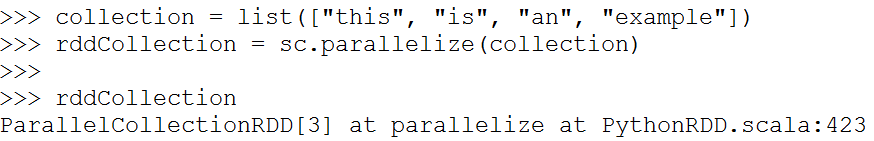 >>> collection = list(["this", "is", "an", "example"])
>>> rddCollection = sc.parallelize(collection)
>>>
>>> rddCollection
ParallelCollectionRDD[3] at parallelize at PythonRDD.scala:423